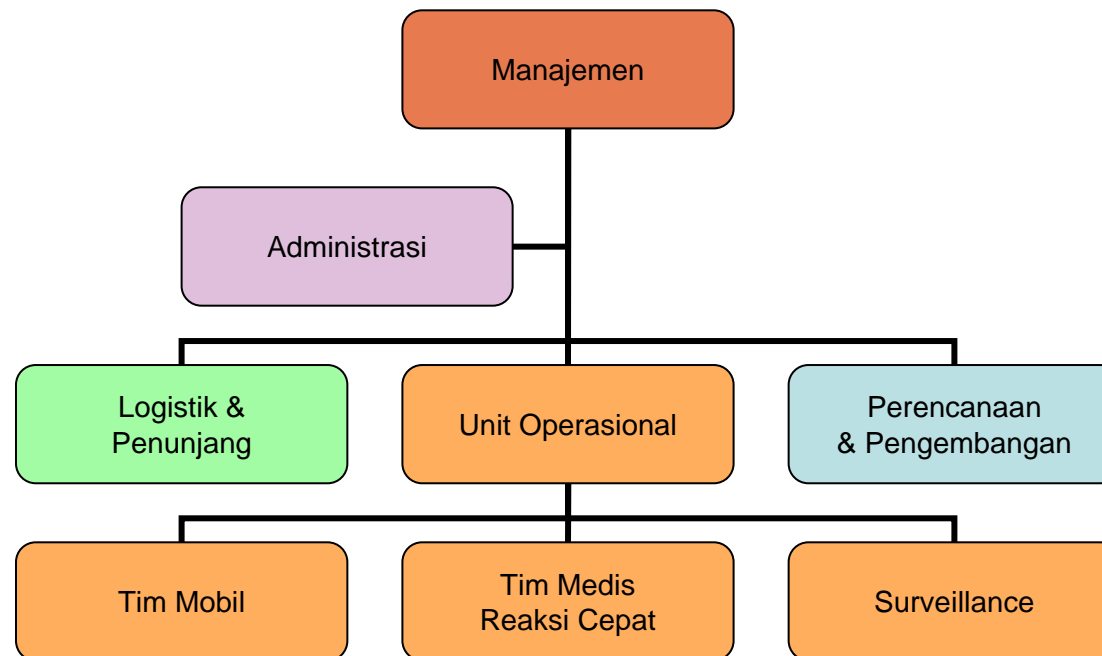 Manajemen
Administrasi
Logistik &
Penunjang
Unit Operasional
Perencanaan
& Pengembangan
Tim Mobil
Tim Medis
Reaksi Cepat
Surveillance